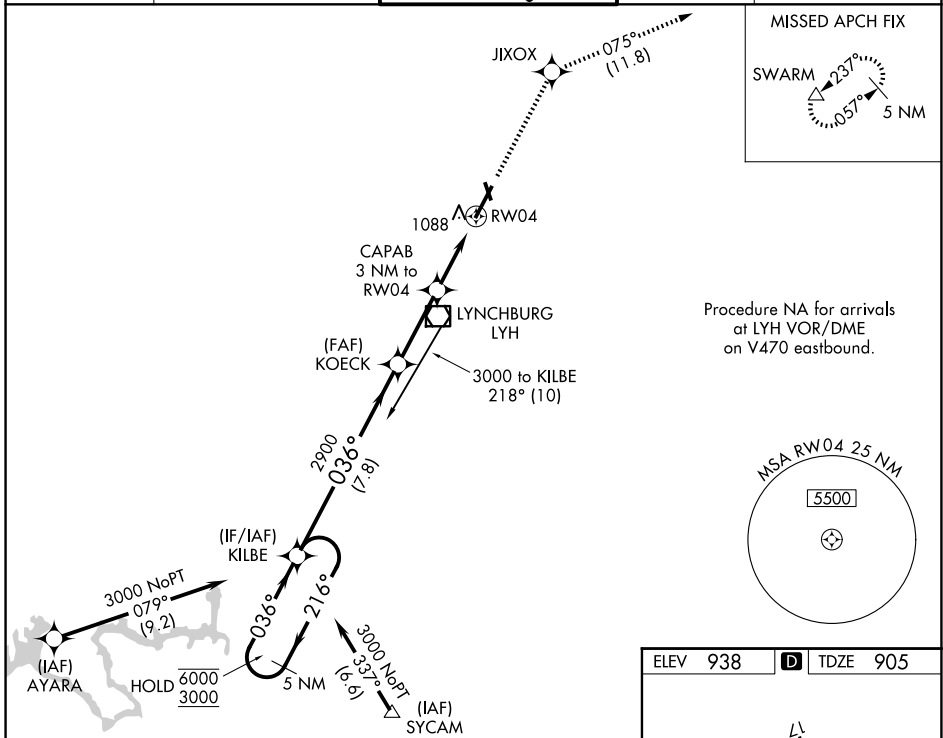 MISSED APCH FIX
JIXOX
075°
(11.8)
SWARM
237°
057°
5 NM
1088
RW04
CAPAB
3 NM to
RW04
LYNCHBURG
LYH
Procedure NA for arrivals
at LYH VOR/DME
on V470 eastbound.
(FAF)
KOECK
3000 to KILBE
218° (10)
2900
036°
(7.8)
MSA RW04 25 NM
5500
(IF/IAF)
KILBE
3000 NoPT
079°
(9.2)
036°
216°
3000 NoPT
337°
(6.6)
(IAF)
AYARA
HOLD
6000
3000
5 NM
(IAF)
SYCAM
ELEV 938
D
TDZE 905
17